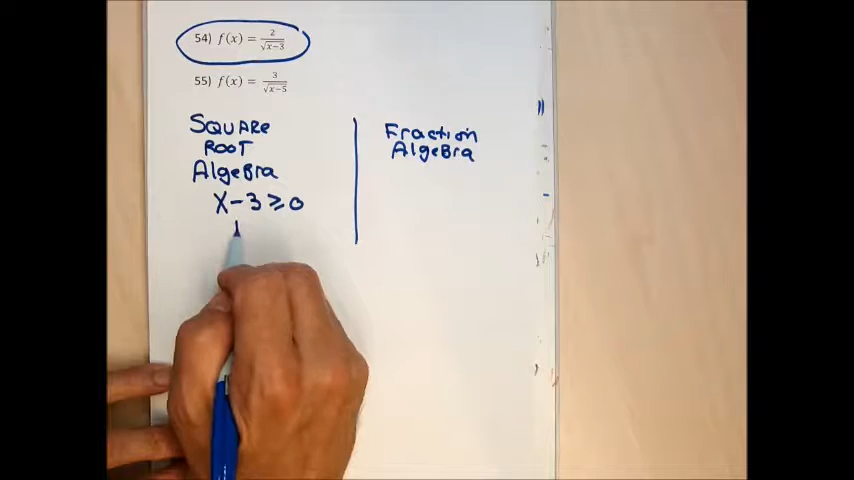 54) f(x) = 2/√x−3
55) f(x) = 3/√x−5
SQUARE
ROOT
Algebra
x − 3 ≥ 0
Fraction
Algebra